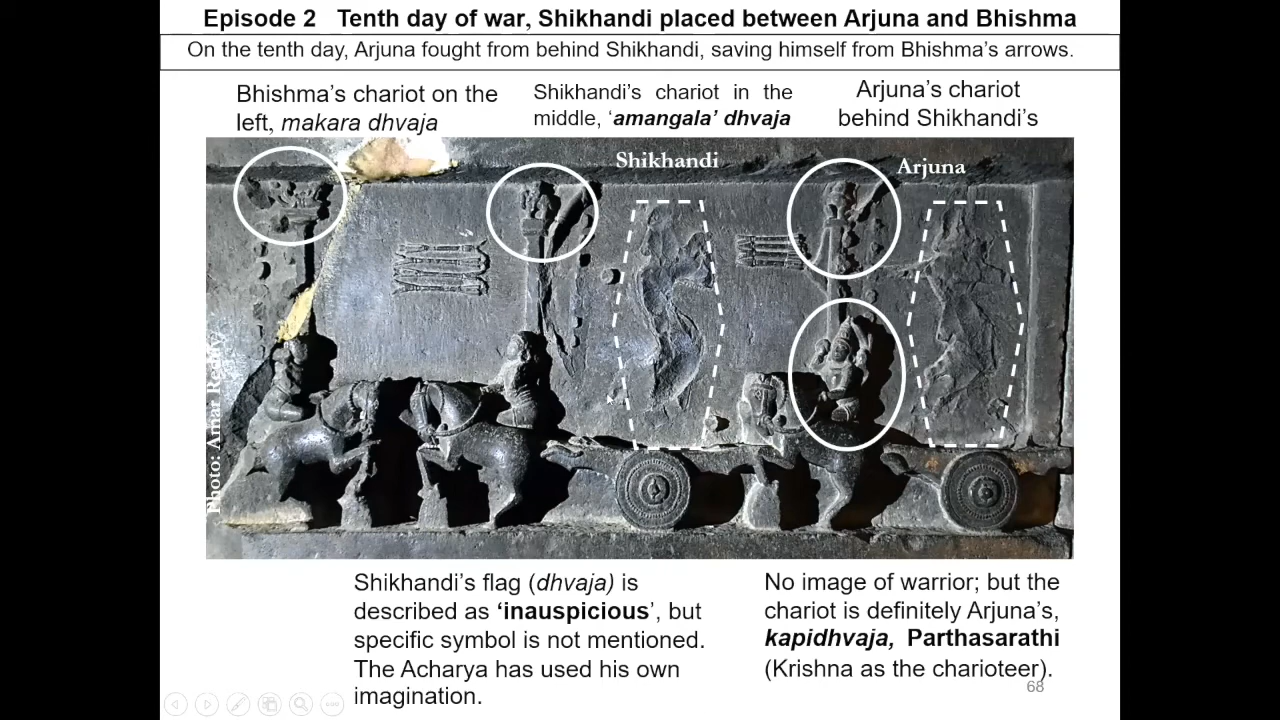 Episode 2 Tenth day of war, Shikhandi placed between Arjuna and Bhishma
On the tenth day, Arjuna fought from behind Shikhandi, saving himself from Bhishma's arrows.
Bhishma's chariot on the
left, makara dhvaja
Shikhandi's chariot in the
middle, 'amangala' dhvaja
Arjuna's chariot
behind Shikhandi's
Shikhandi
Arjuna
Photo: Amar Reddy
Shikhandi's flag (dhvaja) is
described as 'inauspicious', but
specific symbol is not mentioned.
The Acharya has used his own
imagination.
No image of warrior; but the
chariot is definitely Arjuna's,
kapidhvaja, Parthasarathi
(Krishna as the charioteer).
68